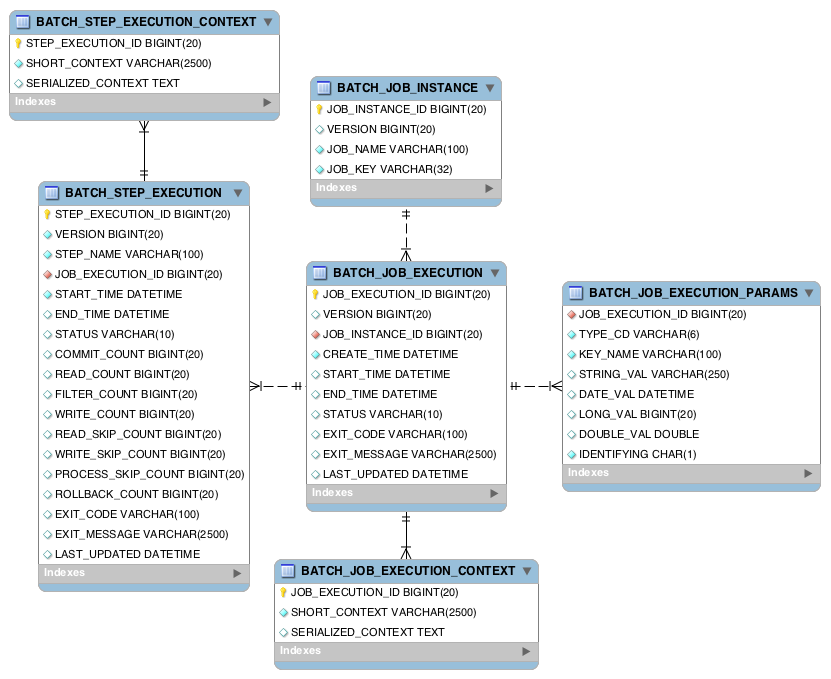 BATCH_STEP_EXECUTION_CONTEXT
STEP_EXECUTION_ID BIGINT(20)
SHORT_CONTEXT VARCHAR(2500)
SERIALIZED_CONTEXT TEXT
Indexes
BATCH_JOB_INSTANCE
JOB_INSTANCE_ID BIGINT(20)
VERSION BIGINT(20)
JOB_NAME VARCHAR(100)
JOB_KEY VARCHAR(32)
Indexes
BATCH_STEP_EXECUTION
STEP_EXECUTION_ID BIGINT(20)
VERSION BIGINT(20)
STEP_NAME VARCHAR(100)
JOB_EXECUTION_ID BIGINT(20)
START_TIME DATETIME
END_TIME DATETIME
STATUS VARCHAR(10)
COMMIT_COUNT BIGINT(20)
READ_COUNT BIGINT(20)
FILTER_COUNT BIGINT(20)
WRITE_COUNT BIGINT(20)
READ_SKIP_COUNT BIGINT(20)
WRITE_SKIP_COUNT BIGINT(20)
PROCESS_SKIP_COUNT BIGINT(20)
ROLLBACK_COUNT BIGINT(20)
EXIT_CODE VARCHAR(100)
EXIT_MESSAGE VARCHAR(2500)
LAST_UPDATED DATETIME
Indexes
BATCH_JOB_EXECUTION
JOB_EXECUTION_ID BIGINT(20)
VERSION BIGINT(20)
JOB_INSTANCE_ID BIGINT(20)
CREATE_TIME DATETIME
START_TIME DATETIME
END_TIME DATETIME
STATUS VARCHAR(10)
EXIT_CODE VARCHAR(100)
EXIT_MESSAGE VARCHAR(2500)
LAST_UPDATED DATETIME
Indexes
BATCH_JOB_EXECUTION_PARAMS
JOB_EXECUTION_ID BIGINT(20)
TYPE_CD VARCHAR(6)
KEY_NAME VARCHAR(100)
STRING_VAL VARCHAR(250)
DATE_VAL DATETIME
LONG_VAL BIGINT(20)
DOUBLE_VAL DOUBLE
IDENTIFYING CHAR(1)
Indexes
BATCH_JOB_EXECUTION_CONTEXT
JOB_EXECUTION_ID BIGINT(20)
SHORT_CONTEXT VARCHAR(2500)
SERIALIZED_CONTEXT TEXT
Indexes